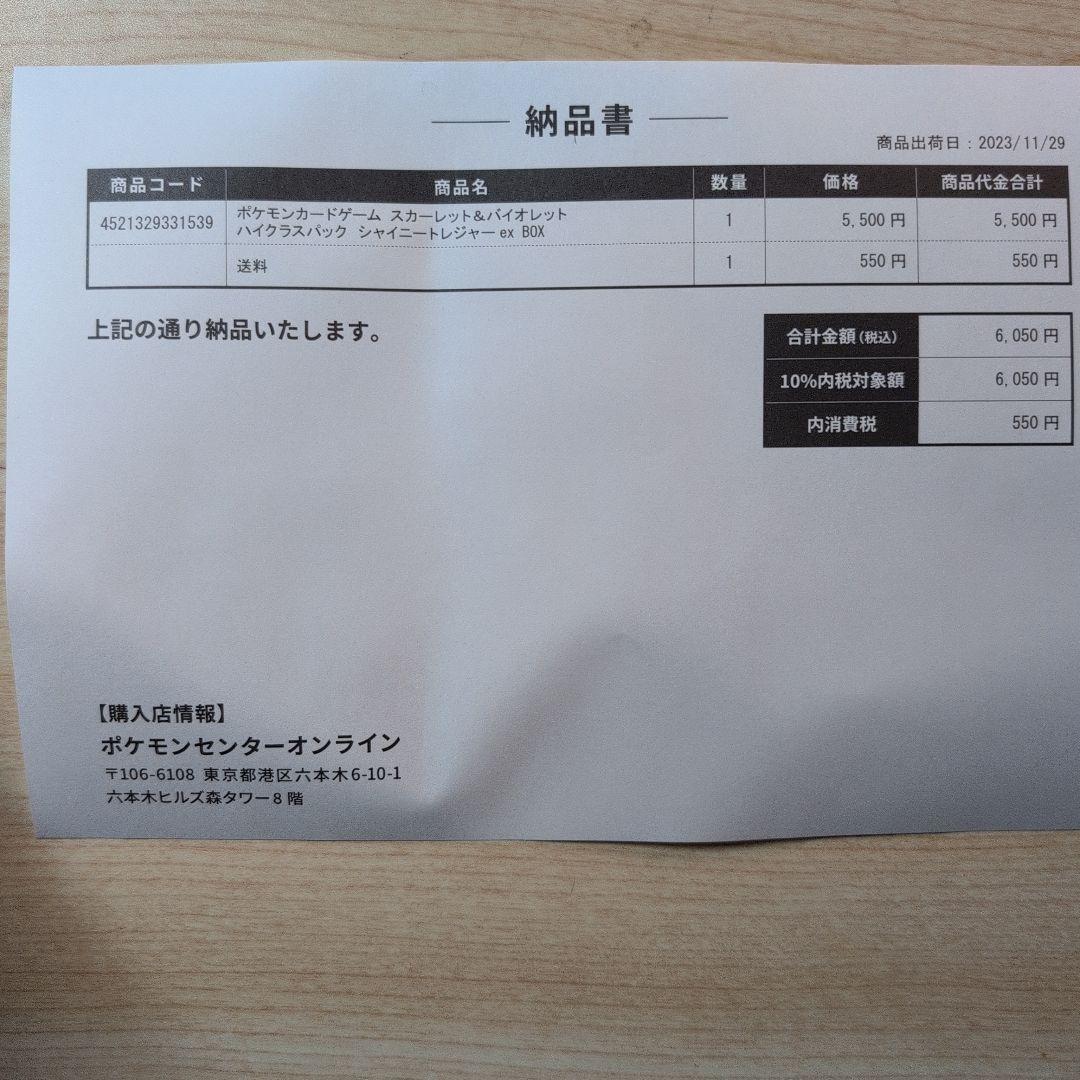 納品書
商品出荷日：2023/11/29
商品コード 商品名 数量 価格 商品代金合計
4521329331539 ポケモンカードゲーム スカーレット＆バイオレット 1 5,500 円 5,500 円
ハイクラスパック シャイニートレジャーex BOX
送料 1 550 円 550 円
上記の通り納品いたします。
合計金額(税込) 6,050 円
10%内税対象額 6,050 円
内消費税 550 円
【購入店情報】
ポケモンセンターオンライン
〒106-6108 東京都港区六本木6-10-1
六本木ヒルズ森タワー8階